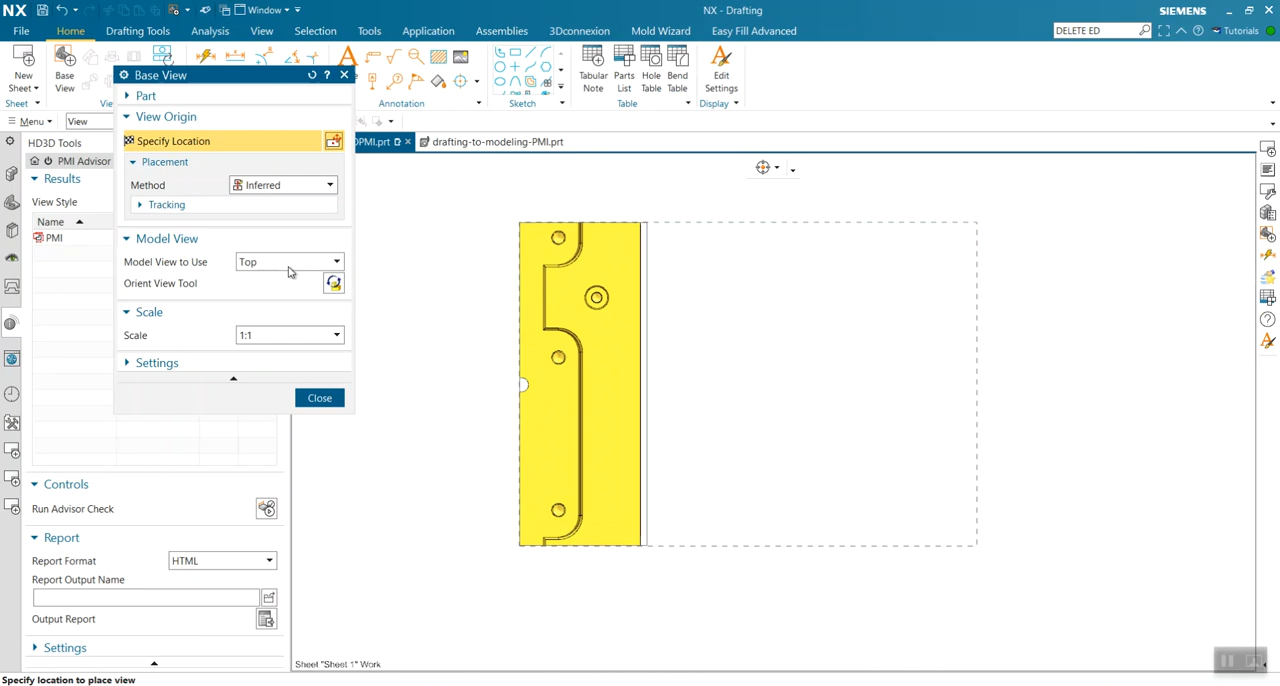 NX Window NX - Drafting SIEMENS
File Home Drafting Tools Analysis View Selection Tools Application Assemblies 3Dconnexion Mold Wizard Easy Fill Advanced DELETE ED Tutorials
New Sheet Base View Tabular Note Parts List Hole Table Bend Table Edit Settings
Sheet Annotation Sketch Table Display
Menu View
Base View
Part
View Origin
Specify Location
Placement
Method Inferred
Tracking
Model View
Model View to Use Top
Orient View Tool
Scale
Scale 1:1
Settings
Close
PMI.prt drafting-to-modeling-PMI.prt
HD3D Tools
PMI Advisor
Results
View Style
Name
PMI
Controls
Run Advisor Check
Report
Report Format HTML
Report Output Name
Output Report
Settings
Sheet "Sheet 1" Work
Specify location to place view